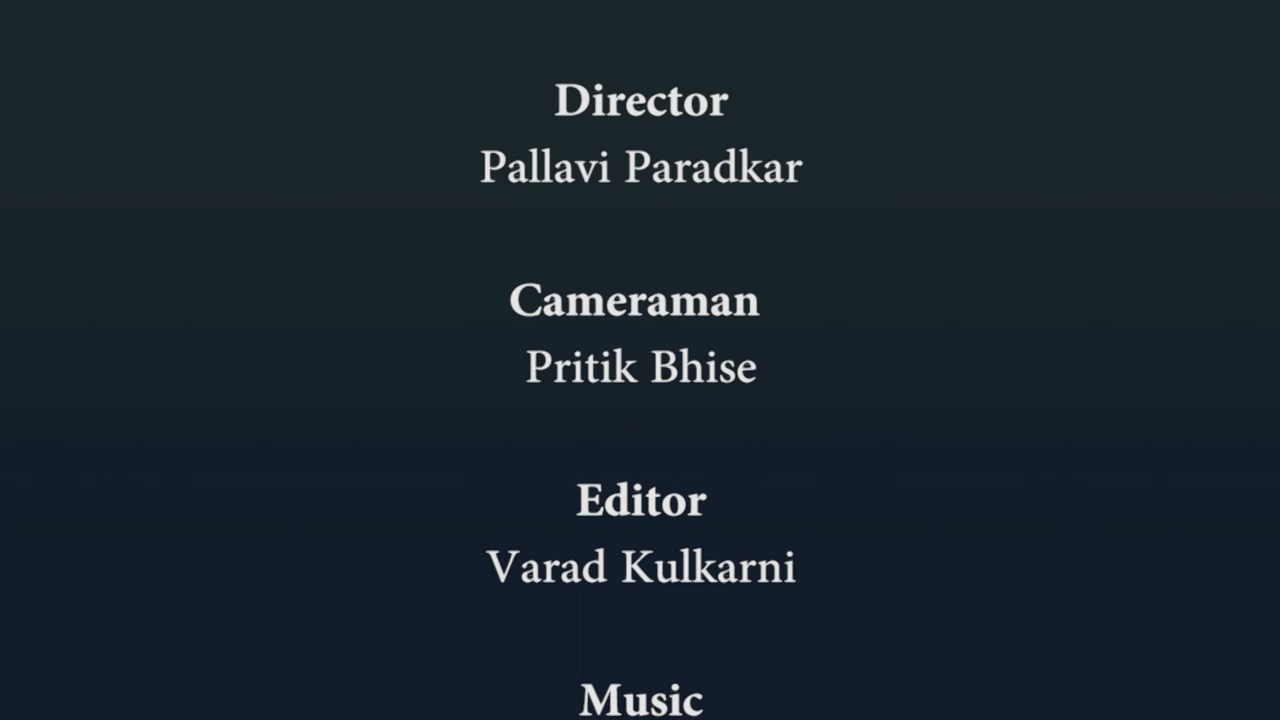 Director
Pallavi Paradkar
Cameraman
Pritik Bhise
Editor
Varad Kulkarni
Music